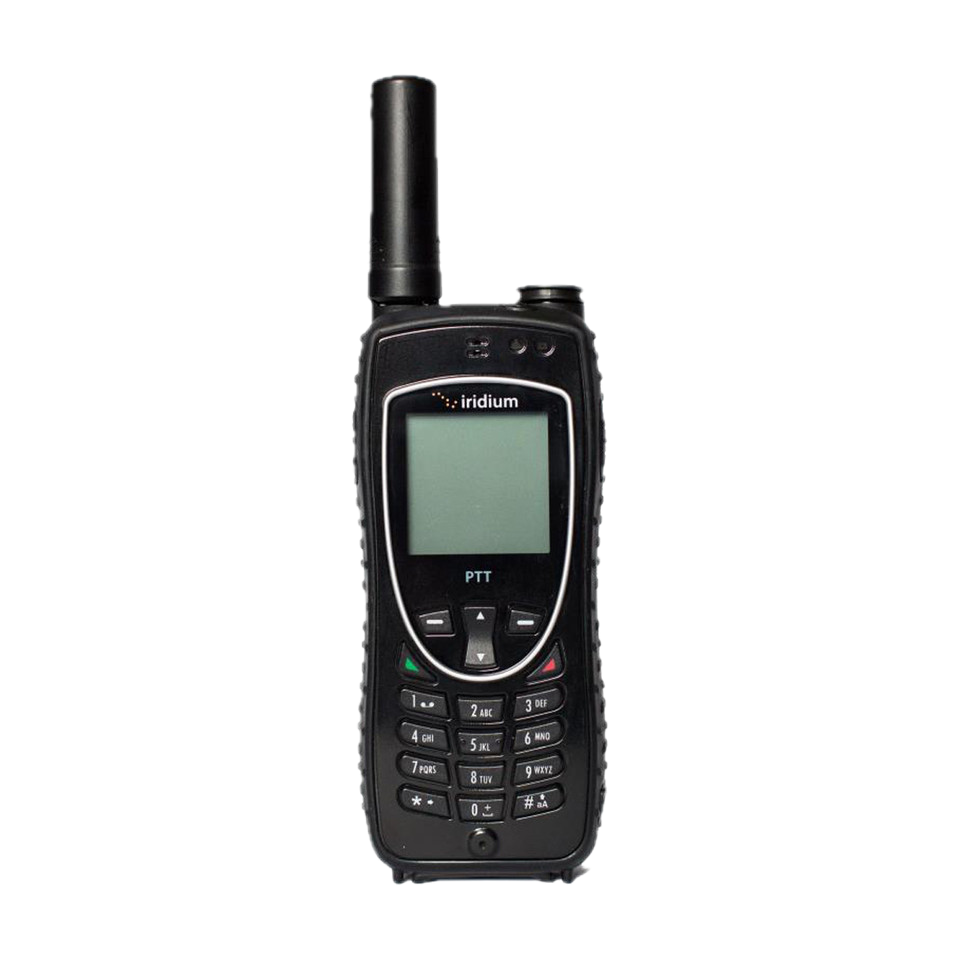 iridium
PTT
1
2 ABC
3 DEF
4 GHI
5 JKL
6 MNO
7 PQRS
8 TUV
9 WXYZ
*
0 +
# aA